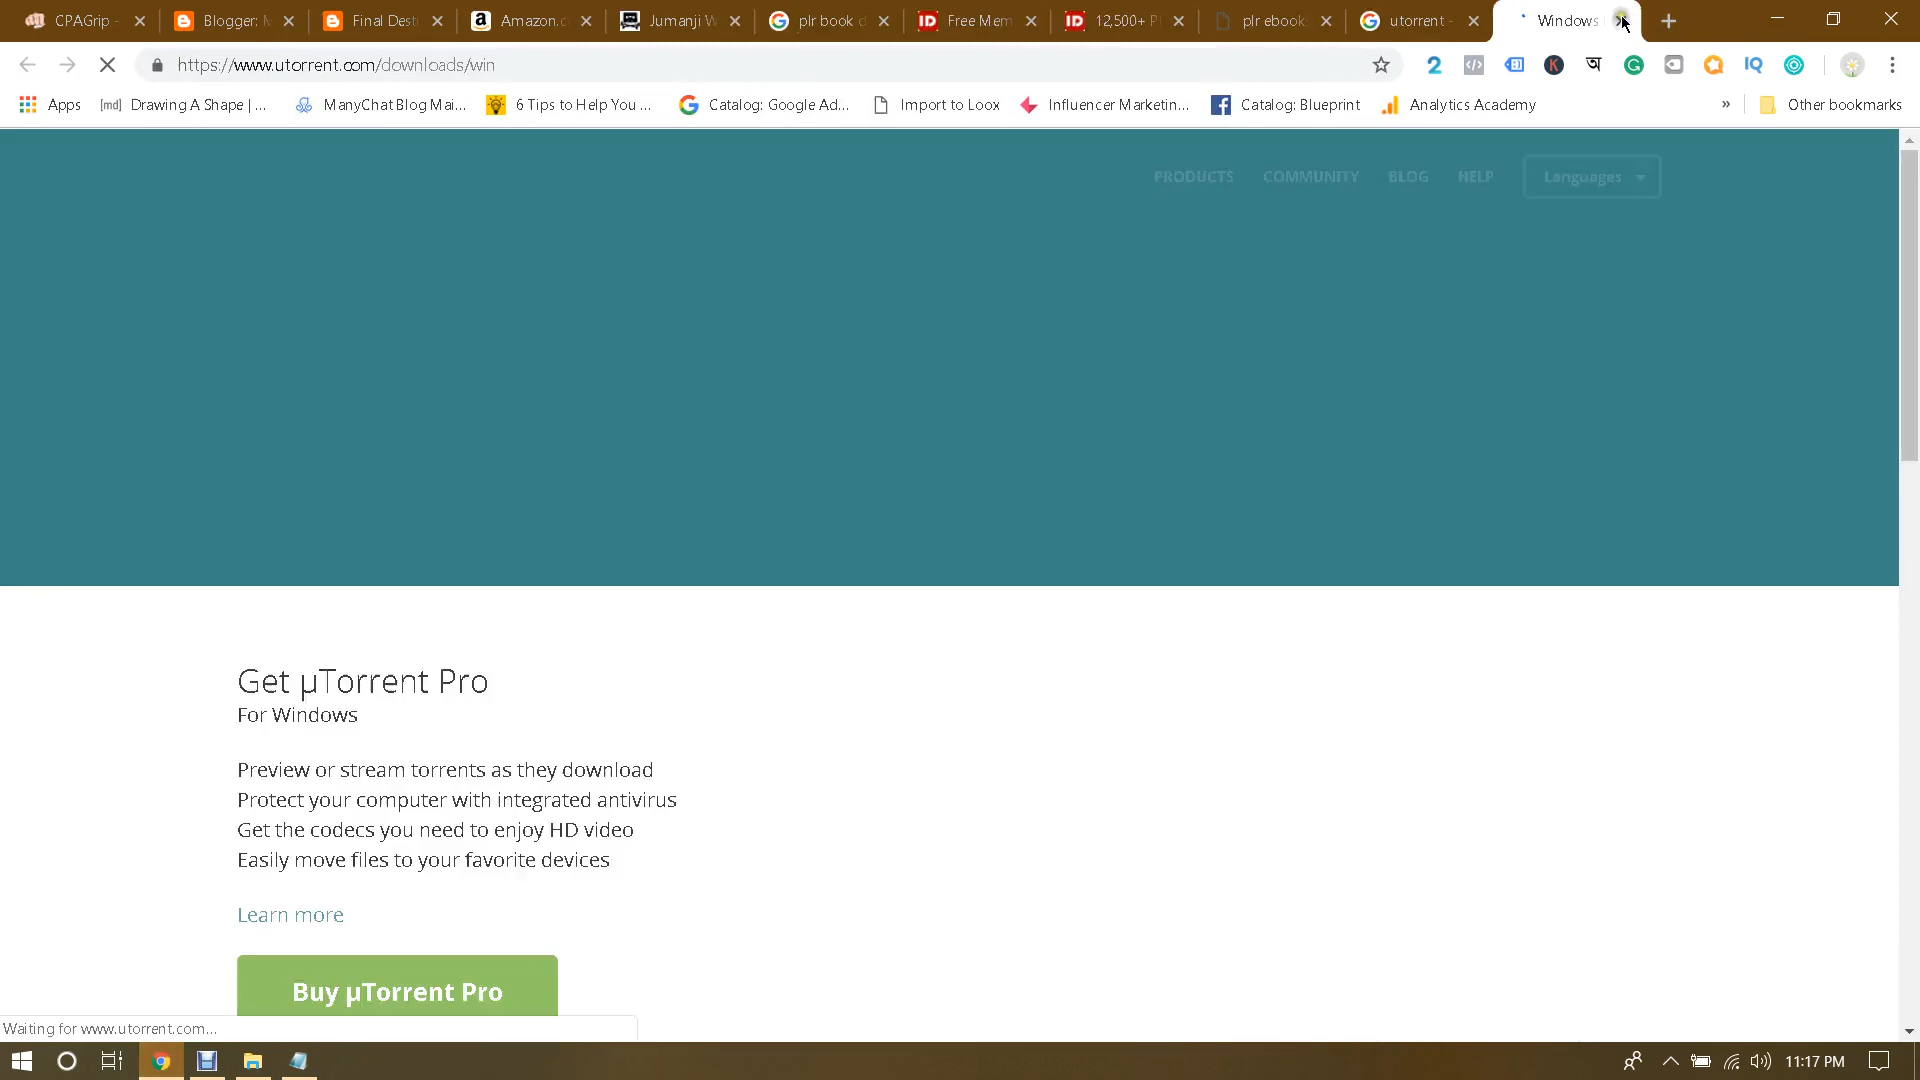 CPAGrip -
Blogger: M
Final Desti
Amazon.c
Jumanji W
plr book d
Free Mem
12,500+ P
plr ebook
utorrent -
Windows
https://www.utorrent.com/downloads/win
Apps
[md] Drawing A Shape | ...
ManyChat Blog Mai...
6 Tips to Help You ...
Catalog: Google Ad...
Import to Loox
Influencer Marketin...
Catalog: Blueprint
Analytics Academy
»
Other bookmarks
PRODUCTS
COMMUNITY
BLOG
HELP
Languages
Get µTorrent Pro
For Windows
Preview or stream torrents as they download
Protect your computer with integrated antivirus
Get the codecs you need to enjoy HD video
Easily move files to your favorite devices
Learn more
Buy µTorrent Pro
Waiting for www.utorrent.com...
11:17 PM